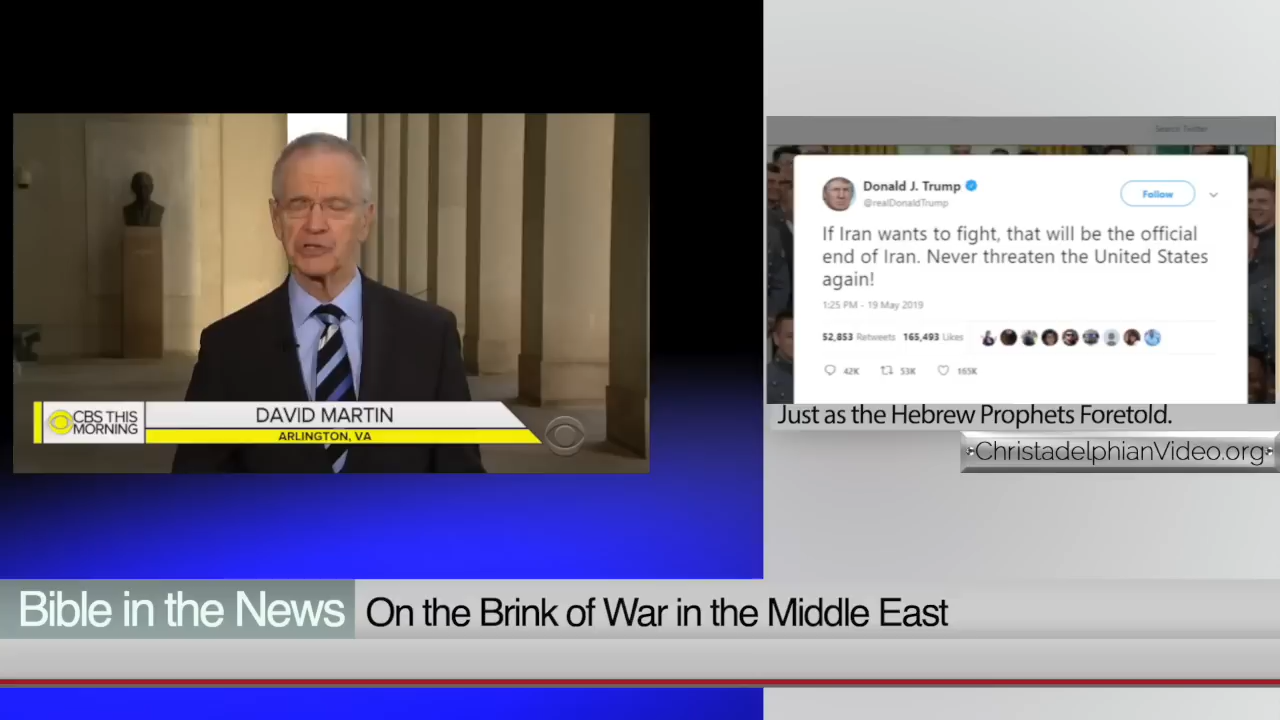 CBS THIS
MORNING
DAVID MARTIN
ARLINGTON, VA
Search Twitter
Donald J. Trump
@realDonaldTrump
Follow
If Iran wants to fight, that will be the official
end of Iran. Never threaten the United States
again!
1:25 PM - 19 May 2019
52,853 Retweets 165,493 Likes
42K 53K 165K
Just as the Hebrew Prophets Foretold.
ChristadelphianVideo.org
Bible in the News On the Brink of War in the Middle East